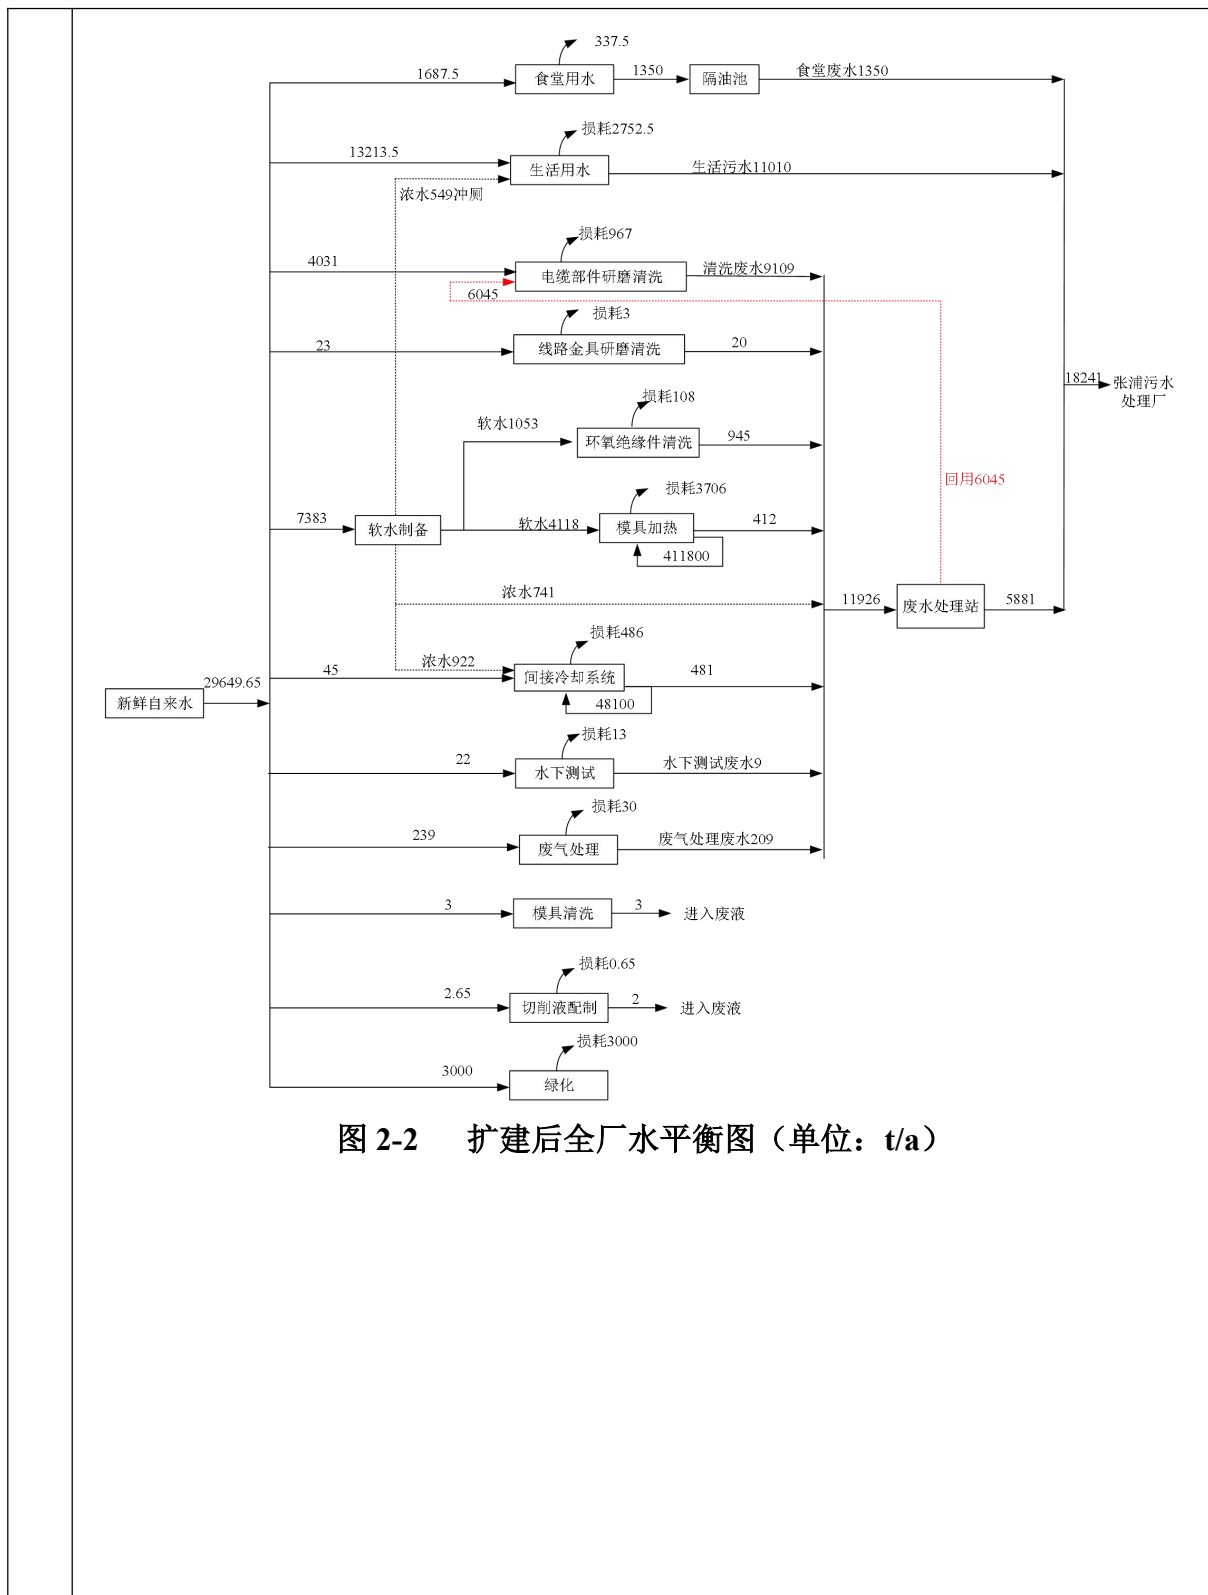 337.5
1687.5
食堂用水
1350
隔油池
食堂废水1350
损耗2752.5
13213.5
生活用水
生活污水11010
浓水549冲厕
损耗967
4031
电缆部件研磨清洗
清洗废水9109
6045
损耗3
23
线路金具研磨清洗
20
18241
张浦污水
处理厂
损耗108
软水1053
环氧绝缘件清洗
945
回用6045
损耗3706
7383
软水制备
软水4118
模具加热
412
411800
浓水741
11926
废水处理站
5881
损耗486
浓水922
45
间接冷却系统
481
48100
29649.65
新鲜自来水
损耗13
22
水下测试
水下测试废水9
损耗30
239
废气处理
废气处理废水209
3
模具清洗
3
进入废液
损耗0.65
2.65
切削液配制
2
进入废液
损耗3000
3000
绿化
图 2-2 扩建后全厂水平衡图（单位：t/a）